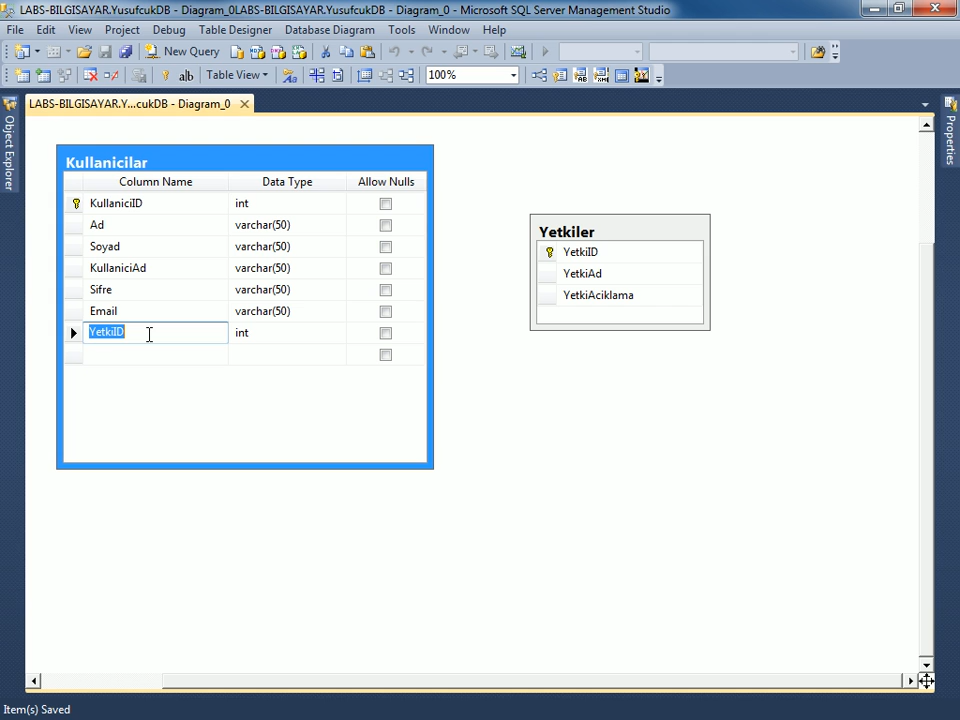 LABS-BILGISAYAR.YusufcukDB - Diagram_0LABS-BILGISAYAR.YusufcukDB - Diagram_0 - Microsoft SQL Server Management Studio
File Edit View Project Debug Table Designer Database Diagram Tools Window Help
New Query
Table View 100%
LABS-BILGISAYAR.Y...cukDB - Diagram_0
Object Explorer
Properties
Kullanicilar
Column Name Data Type Allow Nulls
KullaniciID int
Ad varchar(50)
Soyad varchar(50)
KullaniciAd varchar(50)
Sifre varchar(50)
Email varchar(50)
YetkiID int
Yetkiler
YetkiID
YetkiAd
YetkiAciklama
Item(s) Saved